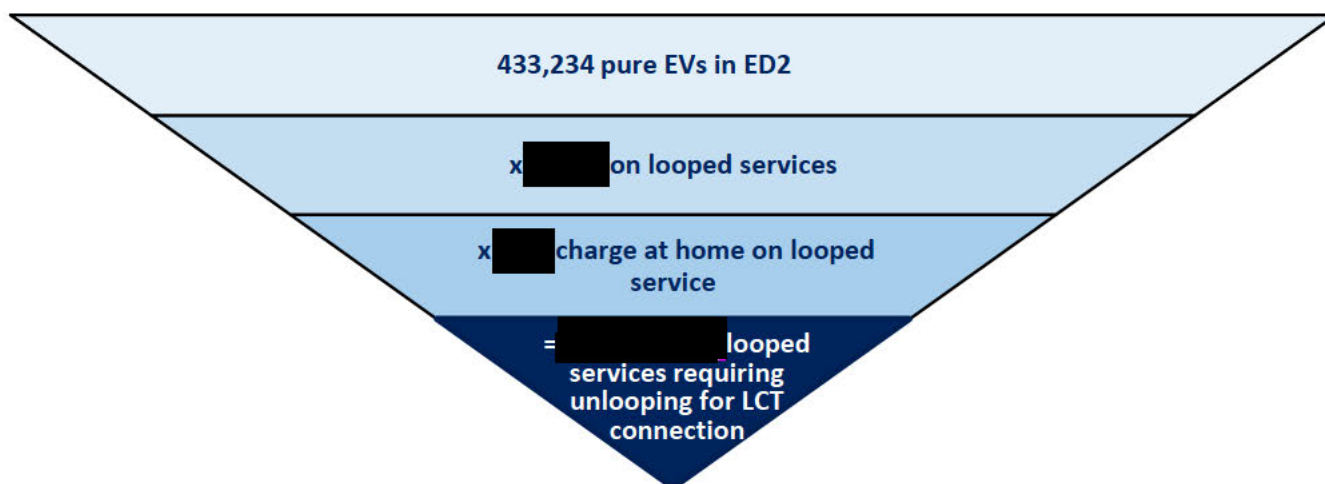 433,234 pure EVs in ED2
x on looped services
x charge at home on looped
service
= looped
services requiring
unlooping for LCT
connection